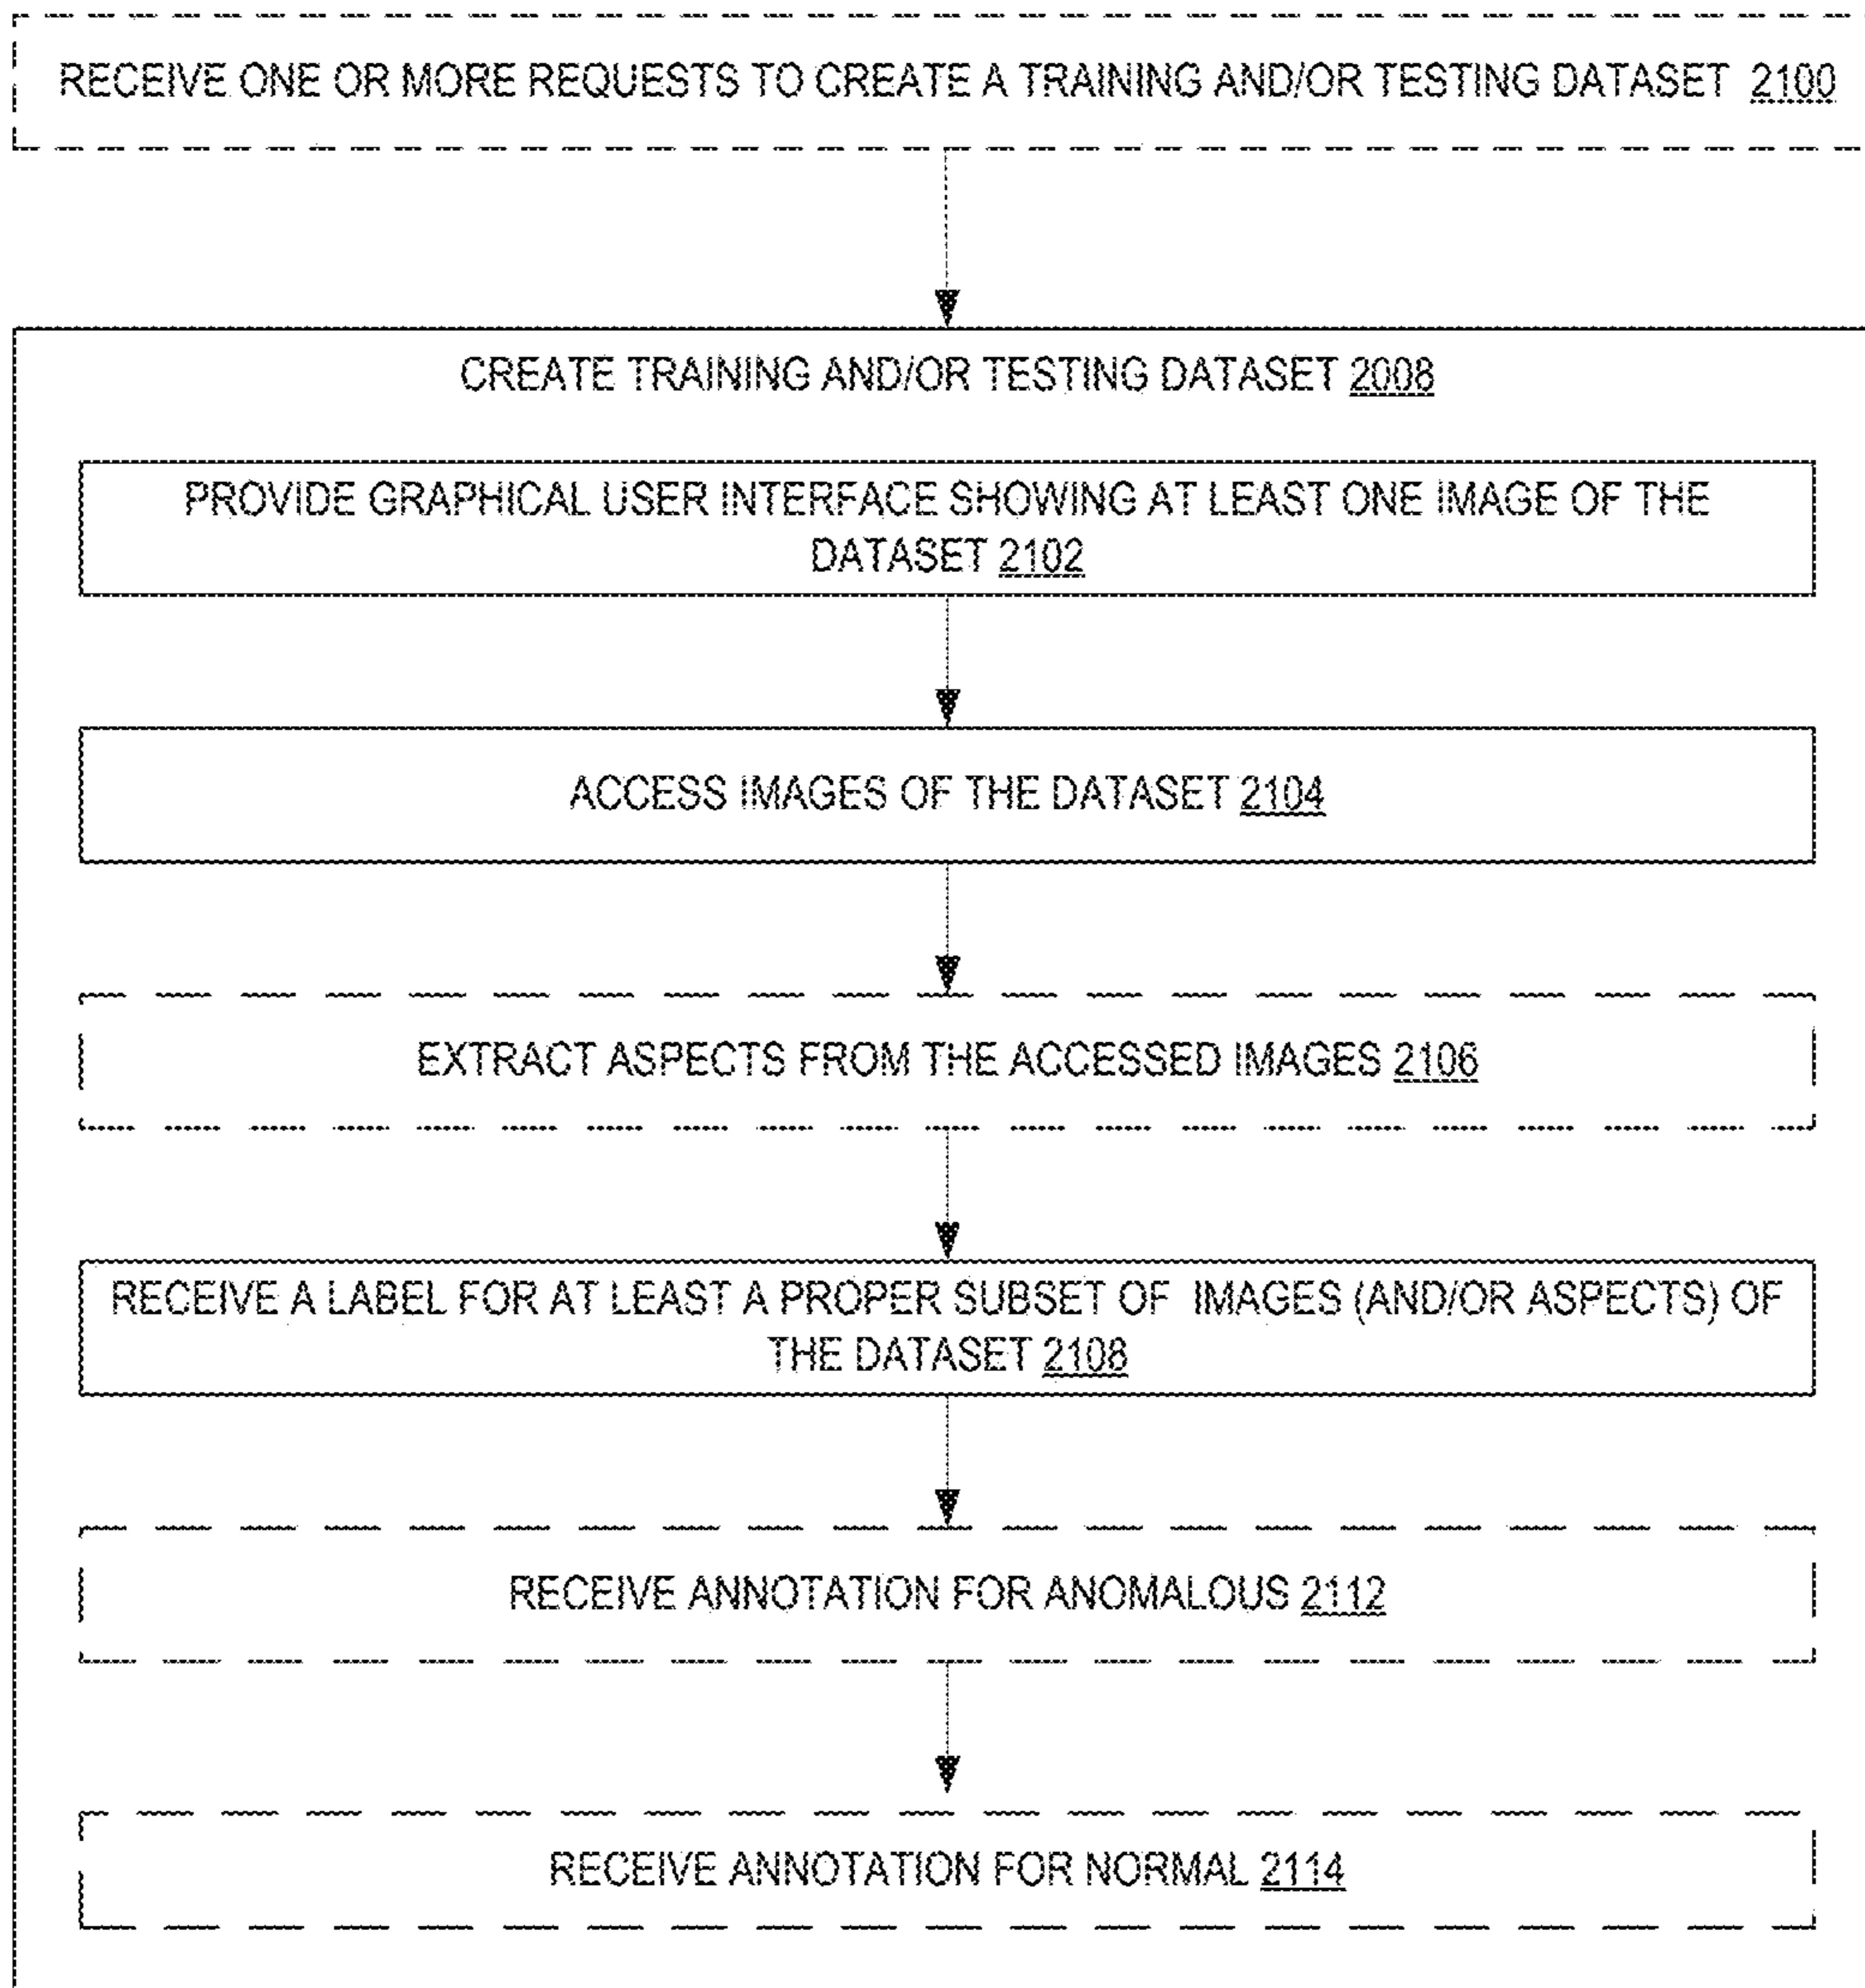 RECEIVE ONE OR MORE REQUESTS TO CREATE A TRAINING AND/OR TESTING DATASET 2100
CREATE TRAINING AND/OR TESTING DATASET 2008
PROVIDE GRAPHICAL USER INTERFACE SHOWING AT LEAST ONE IMAGE OF THE
DATASET 2102
ACCESS IMAGES OF THE DATASET 2104
EXTRACT ASPECTS FROM THE ACCESSED IMAGES 2106
RECEIVE A LABEL FOR AT LEAST A PROPER SUBSET OF IMAGES (AND/OR ASPECTS) OF
THE DATASET 2108
RECEIVE ANNOTATION FOR ANOMALOUS 2112
RECEIVE ANNOTATION FOR NORMAL 2114